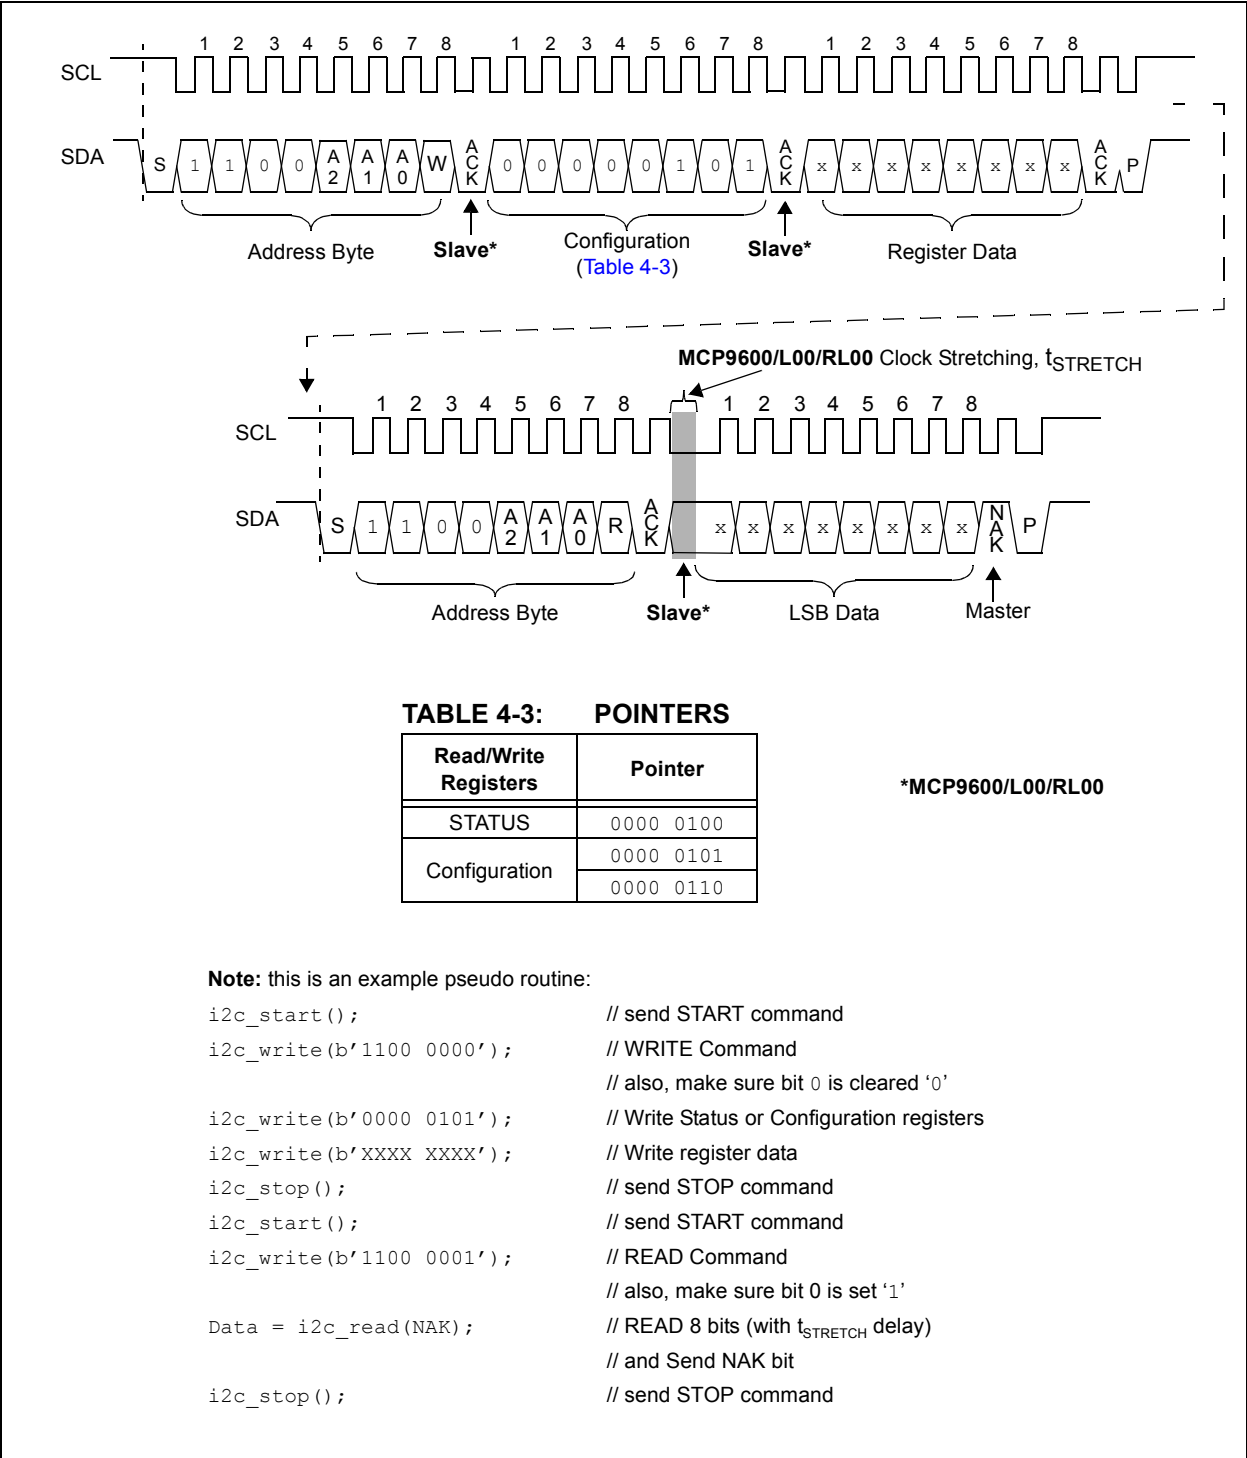 1 2 3 4 5 6 7 8 1 2 3 4 5 6 7 8 1 2 3 4 5 6 7 8
SCL
SDA S 1 1 0 0 A2 A1 A0 W ACK 0 0 0 0 0 1 0 1 ACK x x x x x x x x ACK P
Address Byte Slave* Configuration Slave* Register Data
(Table 4-3)
MCP9600/L00/RL00 Clock Stretching, tSTRETCH
1 2 3 4 5 6 7 8 1 2 3 4 5 6 7 8
SCL
SDA S 1 1 0 0 A2 A1 A0 R ACK x x x x x x x x NAK P
Address Byte Slave* LSB Data Master
TABLE 4-3: POINTERS
Read/Write Registers Pointer
*MCP9600/L00/RL00
STATUS 0000 0100
Configuration 0000 0101
0000 0110
Note: this is an example pseudo routine:
i2c_start(); // send START command
i2c_write(b'1100 0000'); // WRITE Command
// also, make sure bit 0 is cleared ‘0’
i2c_write(b'0000 0101'); // Write Status or Configuration registers
i2c_write(b'XXXX XXXX'); // Write register data
i2c_stop(); // send STOP command
i2c_start(); // send START command
i2c_write(b'1100 0001'); // READ Command
// also, make sure bit 0 is set ‘1’
Data = i2c_read(NAK); // READ 8 bits (with tSTRETCH delay)
// and Send NAK bit
i2c_stop(); // send STOP command